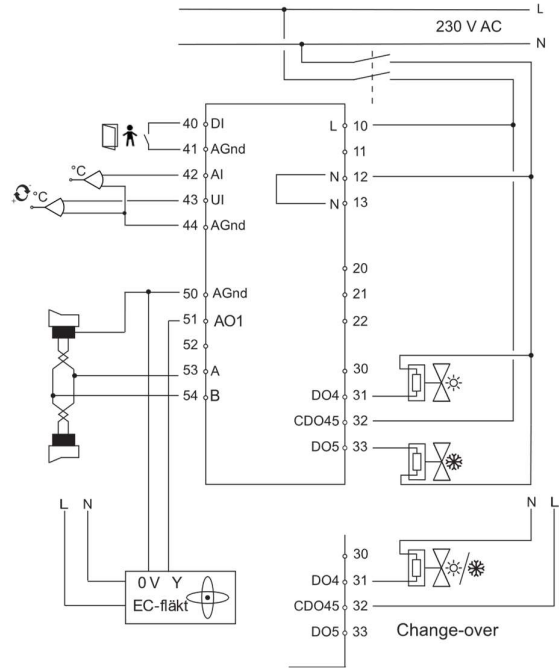 L
230 V AC
N
40 DI
L 10
41 AGnd
11
°C
42 AI
N 12
°C
43 UI
N 13
44 AGnd
20
50 AGnd
21
51 AO1
22
52
30
53 A
DO4 31
54 B
CDO45 32
DO5 33
L N
N L
30
0V Y
DO4 31
EC-fläkt
CDO45 32
DO5 33
Change-over